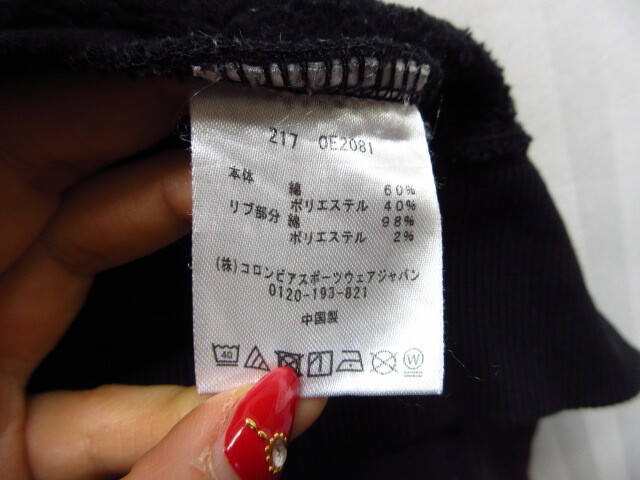 217 OE2081
本体 綿 60%
ポリエステル 40%
リブ部分 綿 98%
ポリエステル 2%
(株)コロンビアスポーツウェアジャパン
0120-193-821
中国製
40 W